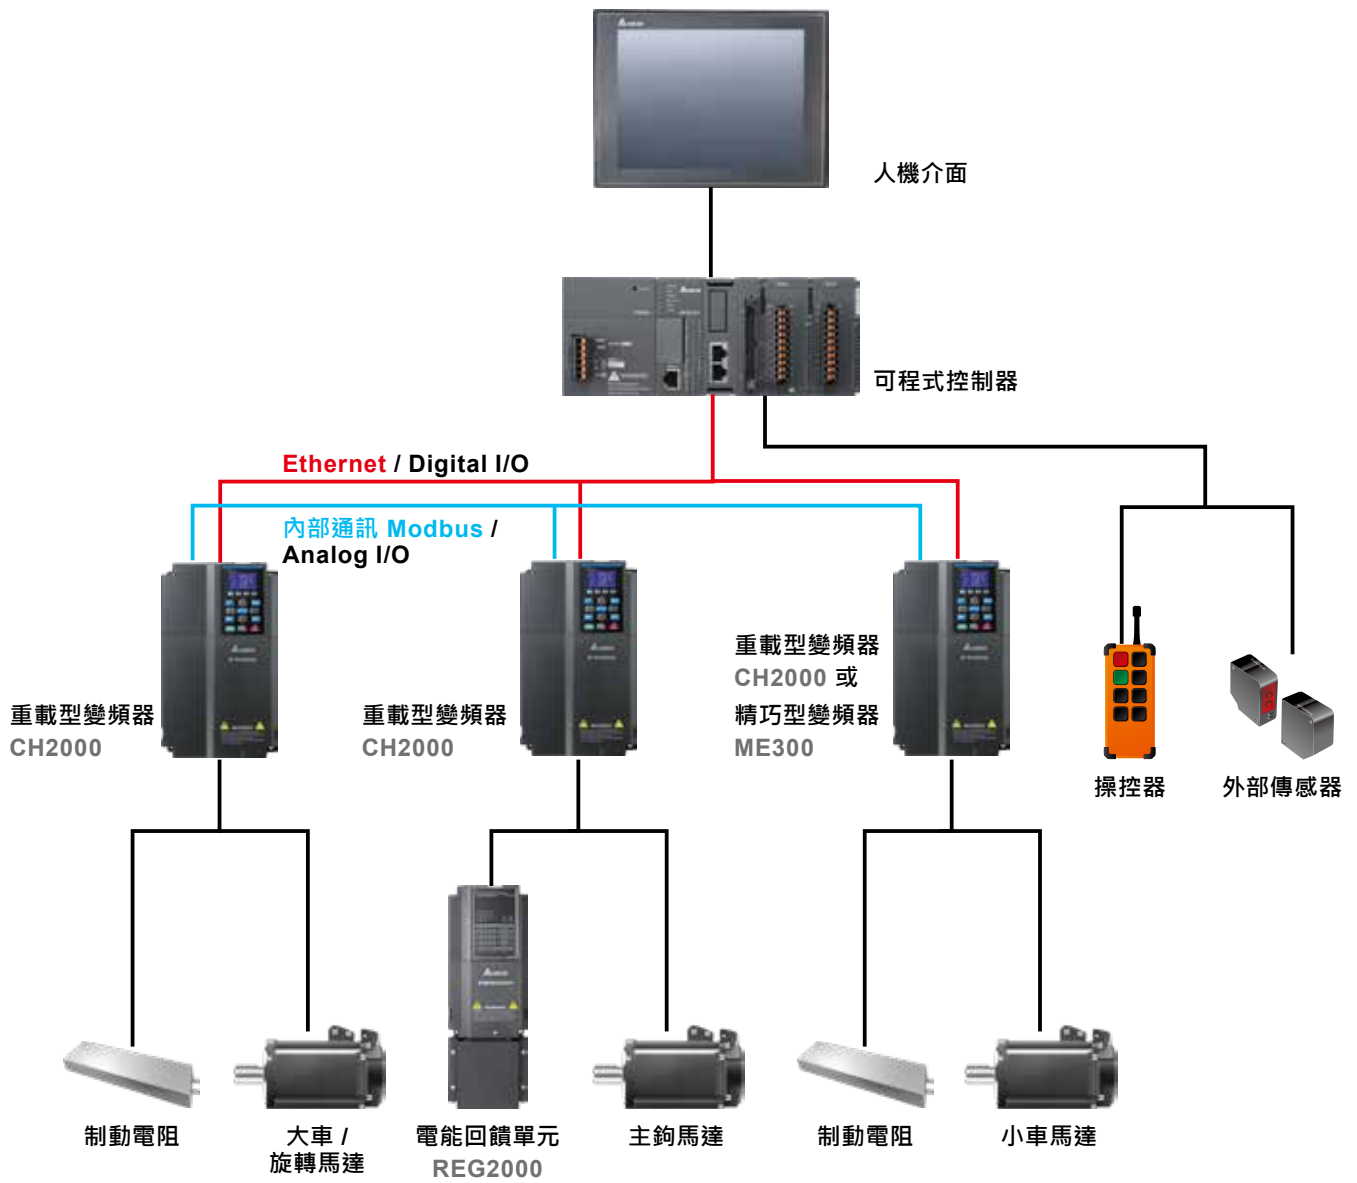 人機介面
可程式控制器
Ethernet / Digital I/O
內部通訊 Modbus /
Analog I/O
重載型變頻器
CH2000
重載型變頻器
CH2000
重載型變頻器
CH2000 或
精巧型變頻器
ME300
操控器
外部傳感器
制動電阻
大車 /
旋轉馬達
電能回饋單元
REG2000
主鉤馬達
制動電阻
小車馬達